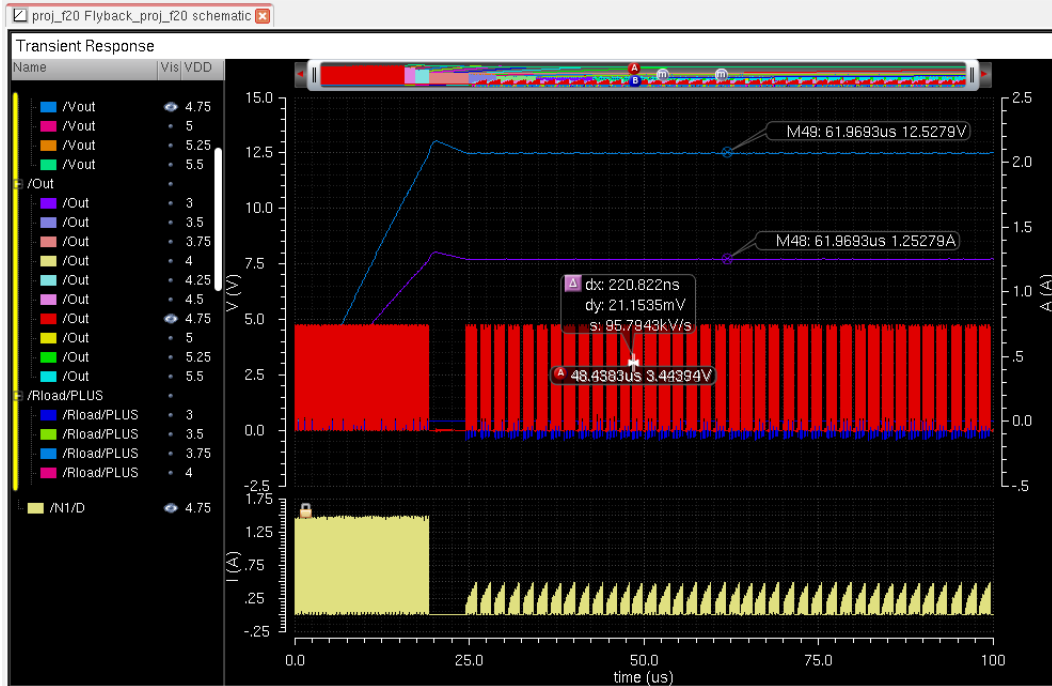 proj_f20 Flyback_proj_f20 schematic
Transient Response
Name Vis VDD
/Vout 4.75
/Vout 5
/Vout 5.25
/Vout 5.5
/Out
/Out 3
/Out 3.5
/Out 3.75
/Out 4
/Out 4.25
/Out 4.5
/Out 4.75
/Out 5
/Out 5.25
/Out 5.5
/Rload/PLUS
/Rload/PLUS 3
/Rload/PLUS 3.5
/Rload/PLUS 3.75
/Rload/PLUS 4
/N1/D 4.75
A
B
m
m
15.0
12.5
10.0
7.5
5.0
2.5
0.0
-2.5
V (V)
2.5
2.0
1.5
1.0
0.5
0.0
-.5
A (A)
M49: 61.9693us 12.5279V
M48: 61.9693us 1.25279A
Δ dx: 220.822ns
dy: 21.1535mV
s: 95.7943kV/s
A 48.4383us 3.44394V
1.75
1.25
.75
.25
-.25
I (A)
0.0 25.0 50.0 75.0 100
time (us)